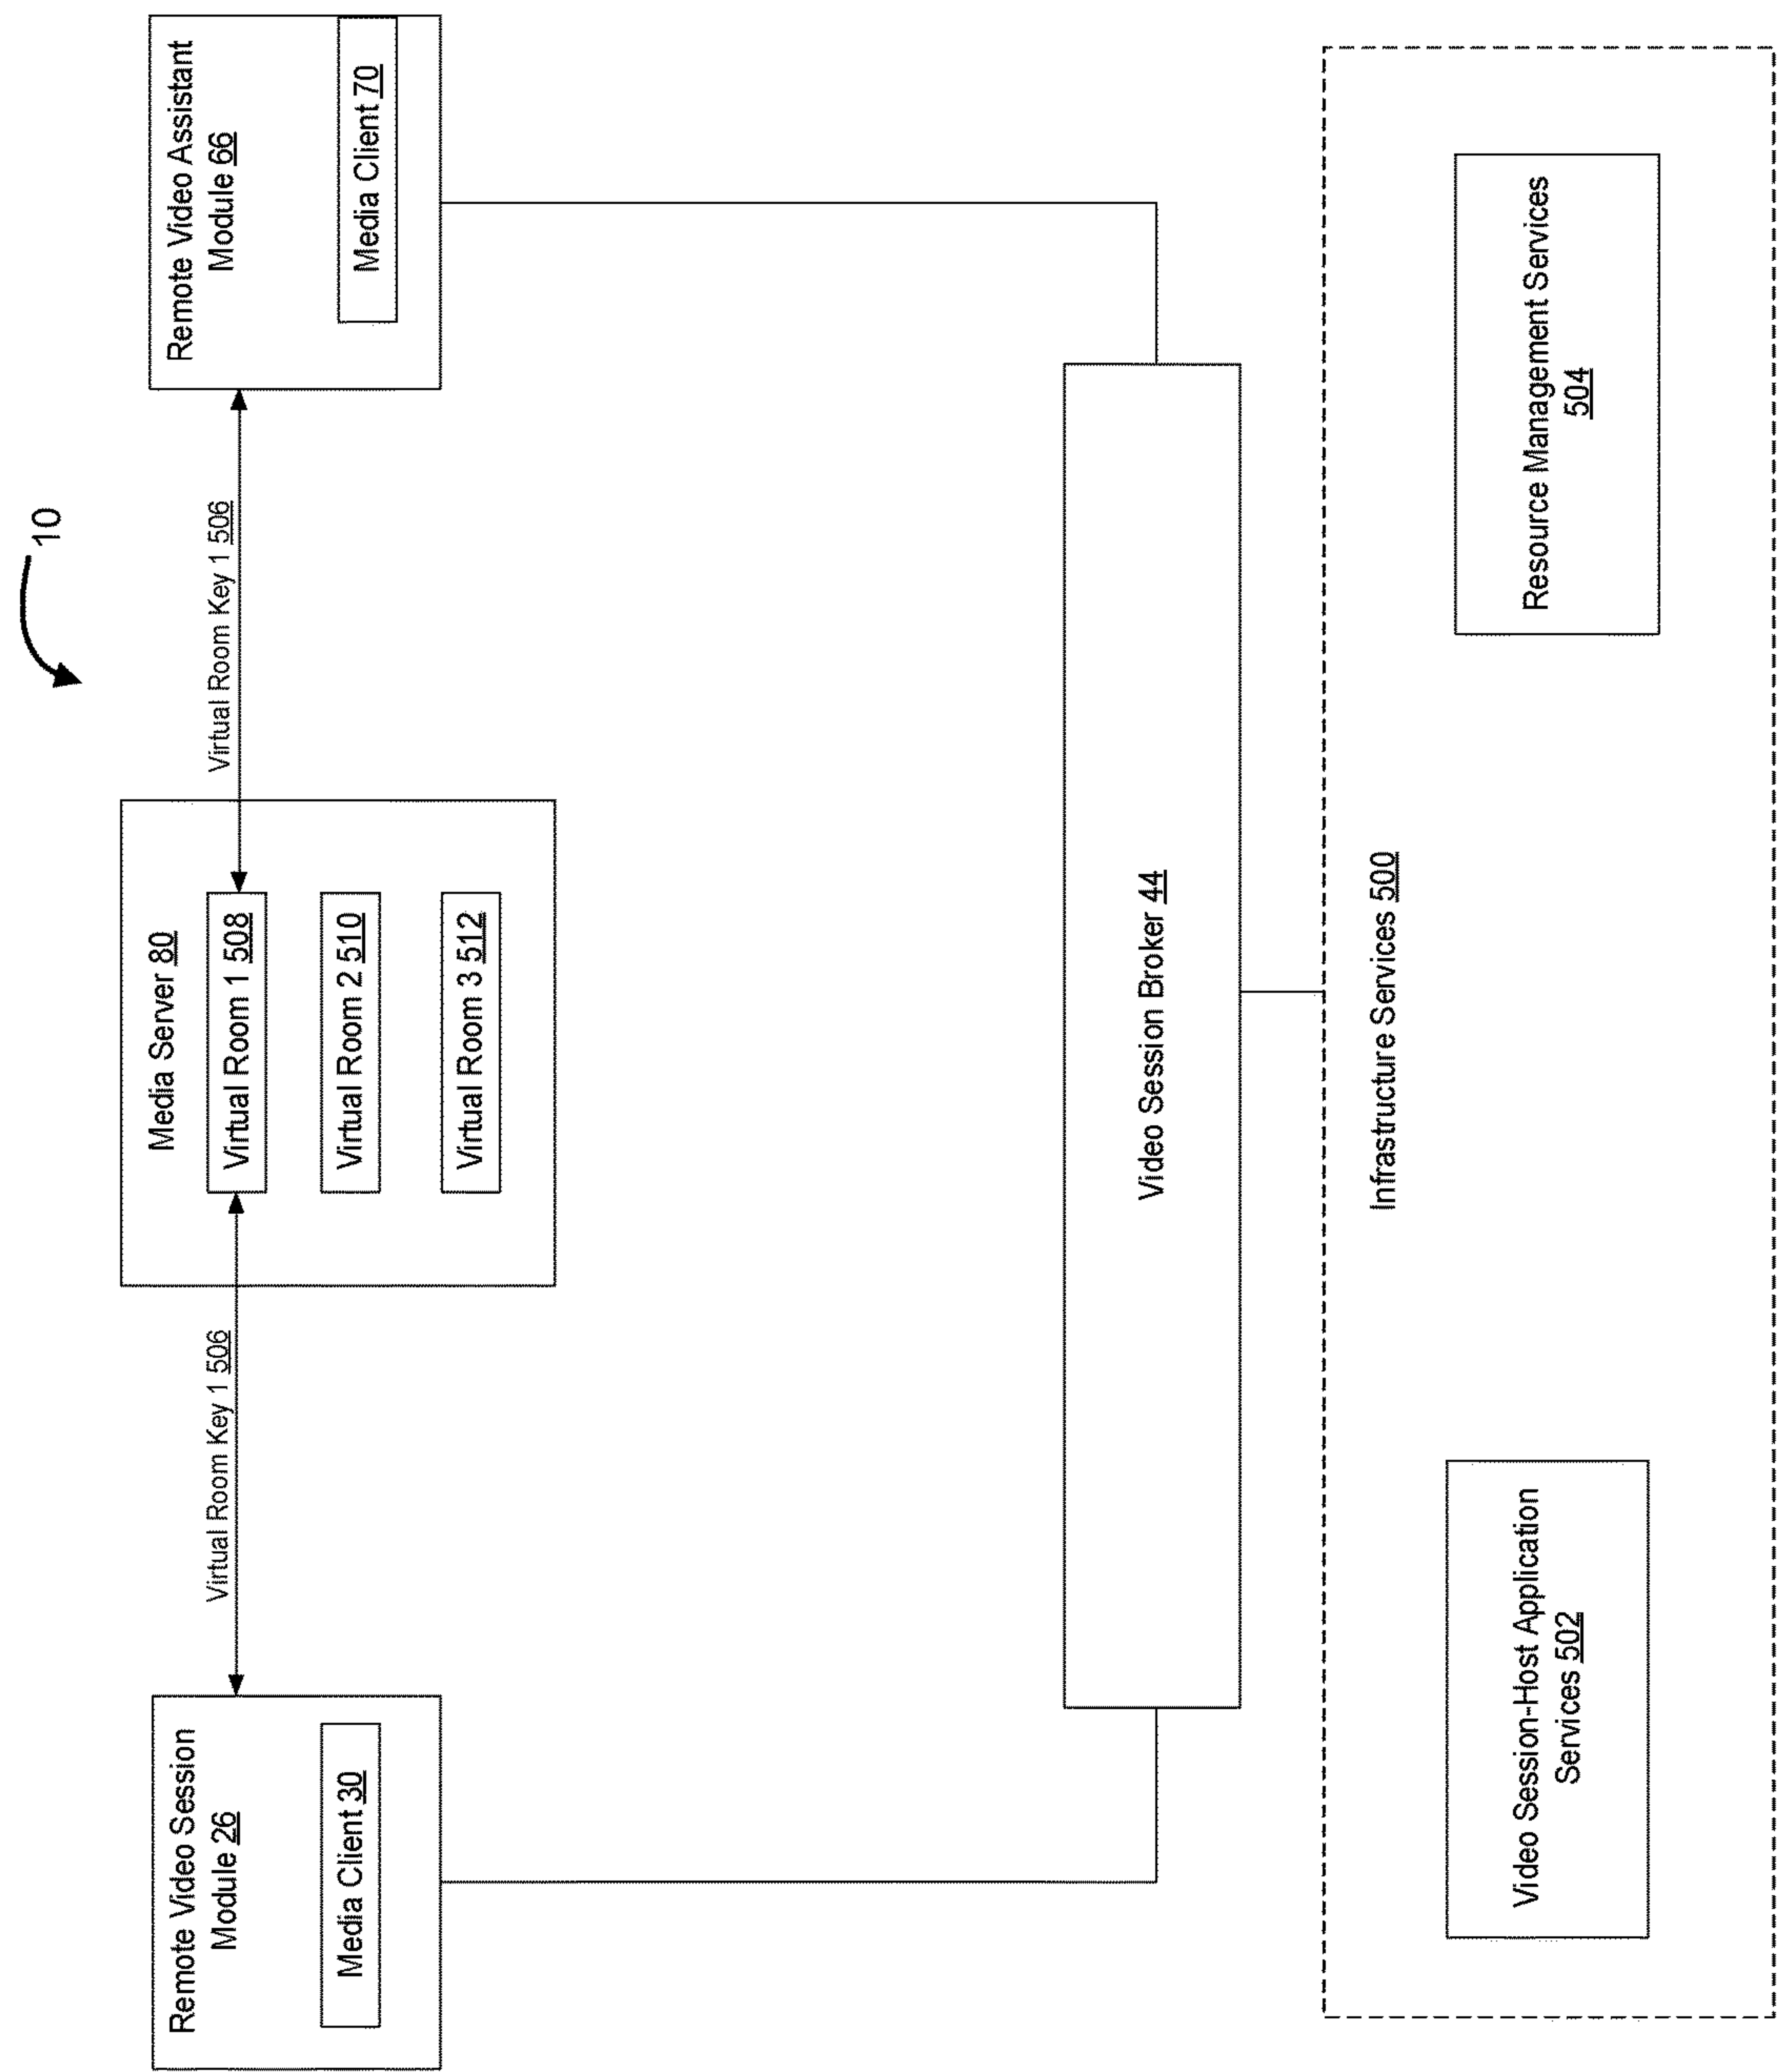 10
Remote Video Session
Module 26
Media Client 30
Virtual Room Key 1 506
Media Server 80
Virtual Room 1 508
Virtual Room 2 510
Virtual Room 3 512
Virtual Room Key 1 506
Remote Video Assistant
Module 66
Media Client 70
Video Session Broker 44
Infrastructure Services 500
Video Session-Host Application
Services 502
Resource Management Services
504